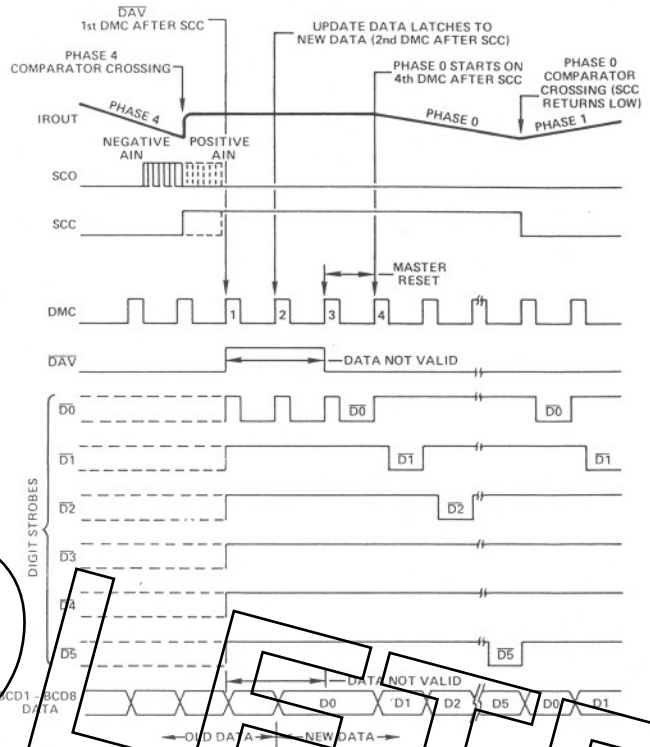 DAV
1st DMC AFTER SCC
UPDATE DATA LATCHES TO
NEW DATA (2nd DMC AFTER SCC)
PHASE 4
COMPARATOR CROSSING
PHASE 0 STARTS ON
4th DMC AFTER SCC
PHASE 0
COMPARATOR
CROSSING (SCC
RETURNS LOW)
IROUT
PHASE 4
PHASE 0
PHASE 1
NEGATIVE
AIN
POSITIVE
AIN
SCO
SCC
MASTER
RESET
DMC
1 2 3 4
DAV
DATA NOT VALID
DIGIT STROBES
D0
D0
D0
D1
D1
D1
D2
D2
D3
D4
D5
D5
DATA NOT VALID
BCD1 - BCD8
DATA
D0 D1 D2 D5 D0 D1
OLD DATA
NEW DATA